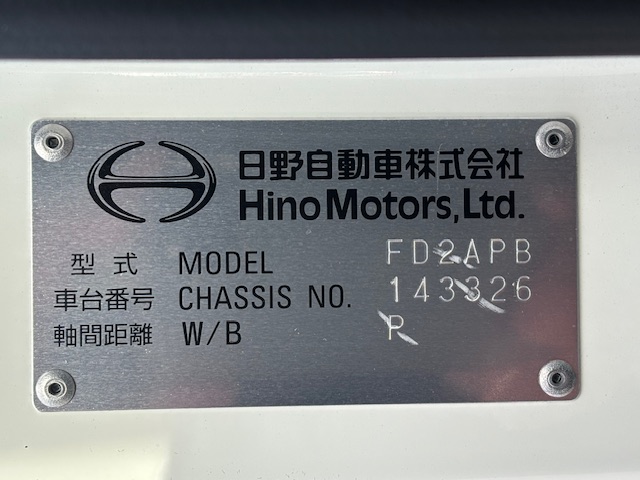 日野自動車株式会社
Hino Motors, Ltd.
型式 MODEL FD2APB
車台番号 CHASSIS NO. 143326
軸間距離 W/B P